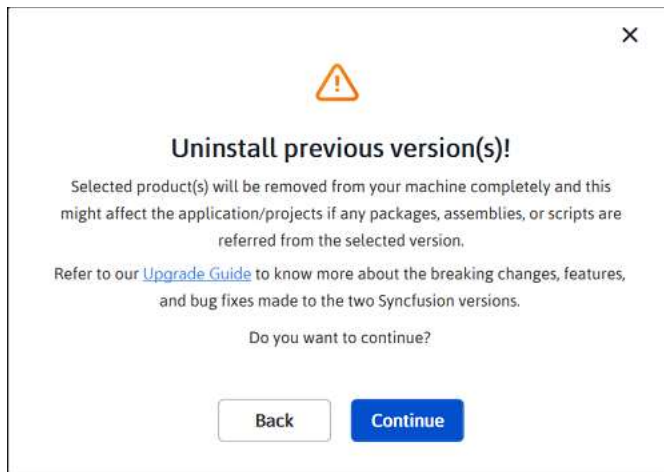 Uninstall previous version(s)!
Selected product(s) will be removed from your machine completely and this
might affect the application/projects if any packages, assemblies, or scripts are
referred from the selected version.
Refer to our Upgrade Guide to know more about the breaking changes, features,
and bug fixes made to the two Syncfusion versions.
Do you want to continue?
Back Continue